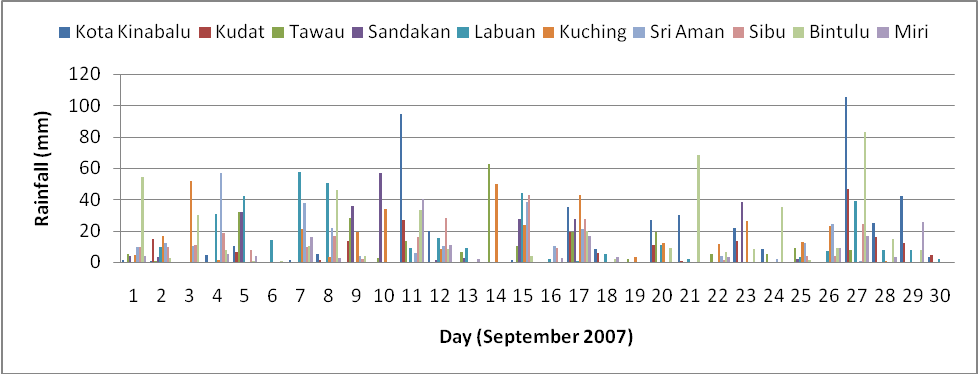 Kota Kinabalu Kudat Tawau Sandakan Labuan Kuching Sri Aman Sibu Bintulu Miri
120
100
80
60
40
20
0
Rainfall (mm)
1 2 3 4 5 6 7 8 9 10 11 12 13 14 15 16 17 18 19 20 21 22 23 24 25 26 27 28 29 30
Day (September 2007)